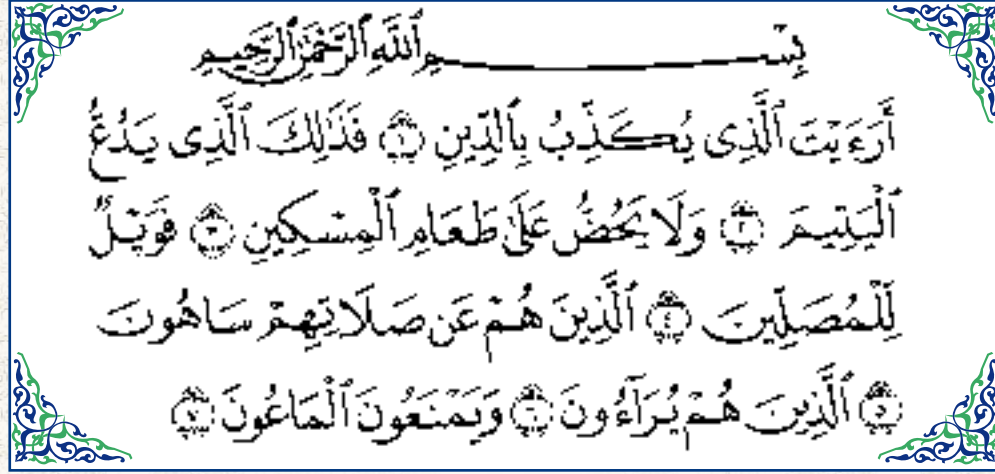 بِسْمِ ٱللَّهِ ٱلرَّحْمَٰنِ ٱلرَّحِيمِ
أَرَءَيْتَ ٱلَّذِى يُكَذِّبُ بِٱلدِّينِ ١ فَذَٰلِكَ ٱلَّذِى يَدُعُّ
ٱلْيَتِيمَ ٢ وَلَا يَحُضُّ عَلَىٰ طَعَامِ ٱلْمِسْكِينِ ٣ فَوَيْلٌ
لِّلْمُصَلِّينَ ٤ ٱلَّذِينَ هُمْ عَن صَلَاتِهِمْ سَاهُونَ
٥ ٱلَّذِينَ هُمْ يُرَآءُونَ ٦ وَيَمْنَعُونَ ٱلْمَاعُونَ ٧